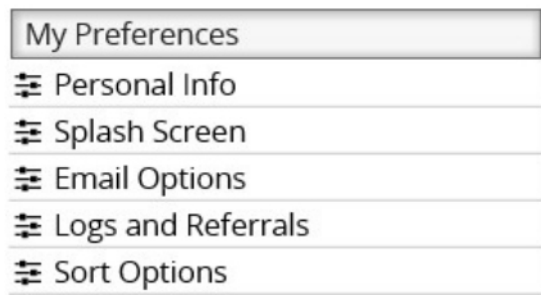 My Preferences
Personal Info
Splash Screen
Email Options
Logs and Referrals
Sort Options